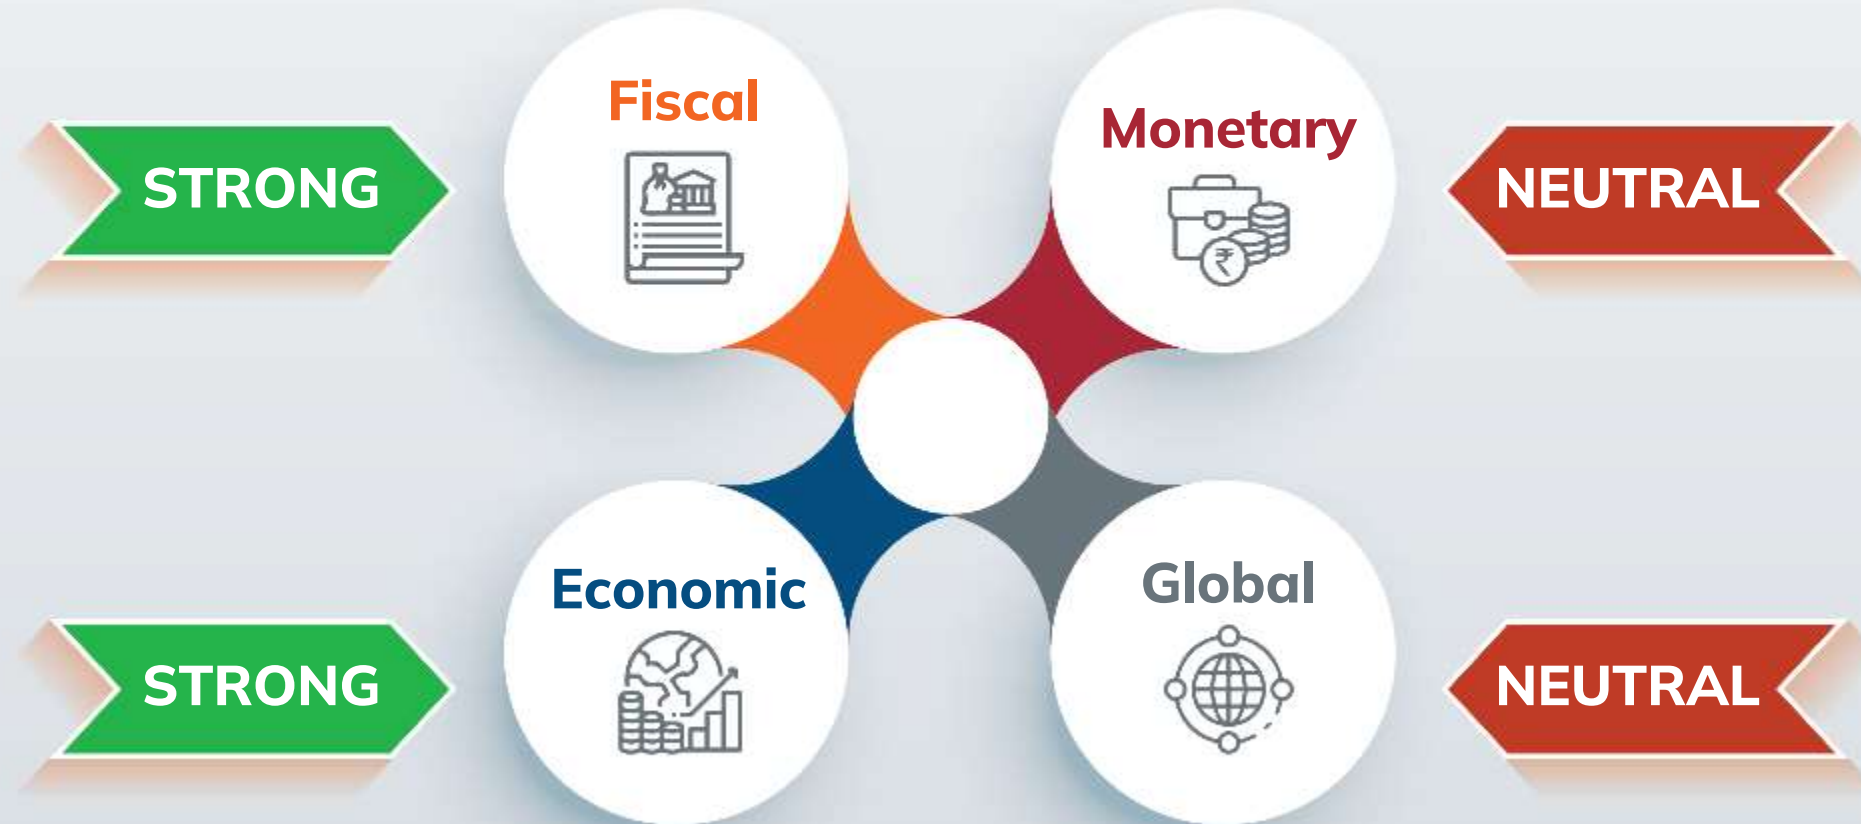 Fiscal
Monetary
STRONG
NEUTRAL
₹
Economic
Global
STRONG
NEUTRAL